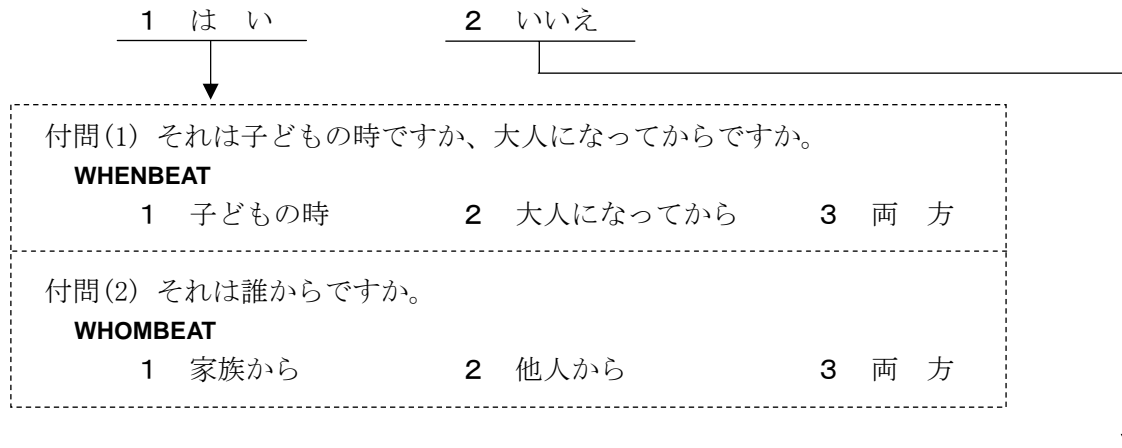 1 は い 2 いいえ
付問(1) それは子どもの時ですか、大人になってからですか。
WHENBEAT
1 子どもの時 2 大人になってから 3 両 方
付問(2) それは誰からですか。
WHOMBEAT
1 家族から 2 他人から 3 両 方